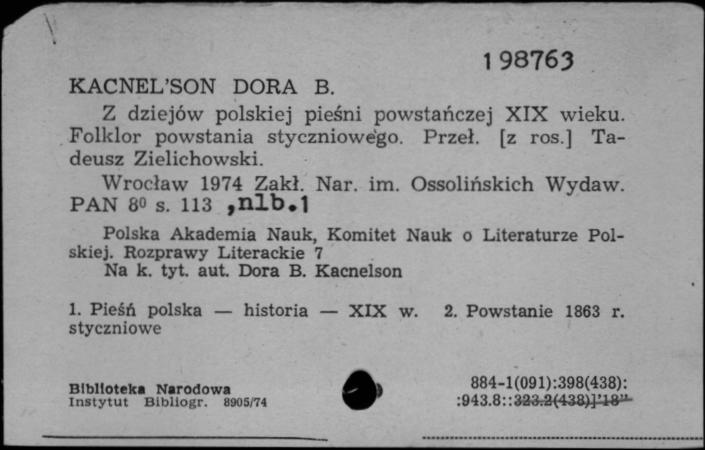 198763
KACNEL'SON DORA B.
Z dziejów polskiej pieśni powstańczej XIX wieku.
Folklor powstania styczniowego. Przeł. [z ros.] Ta-
deusz Zielichowski.
Wrocław 1974 Zakł. Nar. im. Ossolińskich Wydaw.
PAN 8⁰ s. 113 ,nlb.1
Polska Akademia Nauk, Komitet Nauk o Literaturze Pol-
skiej. Rozprawy Literackie 7
Na k. tyt. aut. Dora B. Kacnelson
1. Pieśń polska — historia — XIX w. 2. Powstanie 1863 r.
styczniowe
Biblioteka Narodowa
Instytut Bibliogr. 8905/74
884-1(091):398(438):
:943.8::323.2(438)]"18"